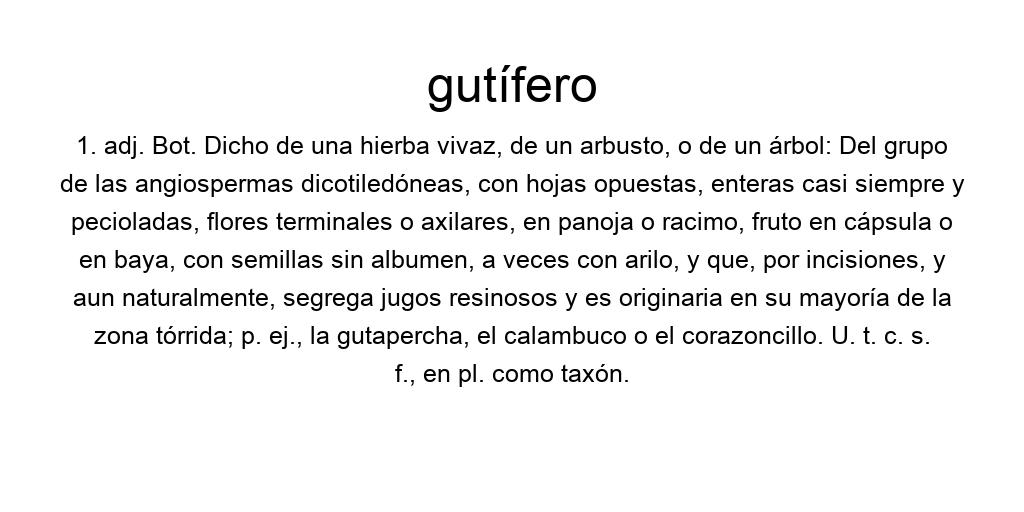 gutífero
1. adj. Bot. Dicho de una hierba vivaz, de un arbusto, o de un árbol: Del grupo
de las angiospermas dicotiledóneas, con hojas opuestas, enteras casi siempre y
pecioladas, flores terminales o axilares, en panoja o racimo, fruto en cápsula o
en baya, con semillas sin albumen, a veces con arilo, y que, por incisiones, y
aun naturalmente, segrega jugos resinosos y es originaria en su mayoría de la
zona tórrida; p. ej., la gutapercha, el calambuco o el corazoncillo. U. t. c. s.
f., en pl. como taxón.